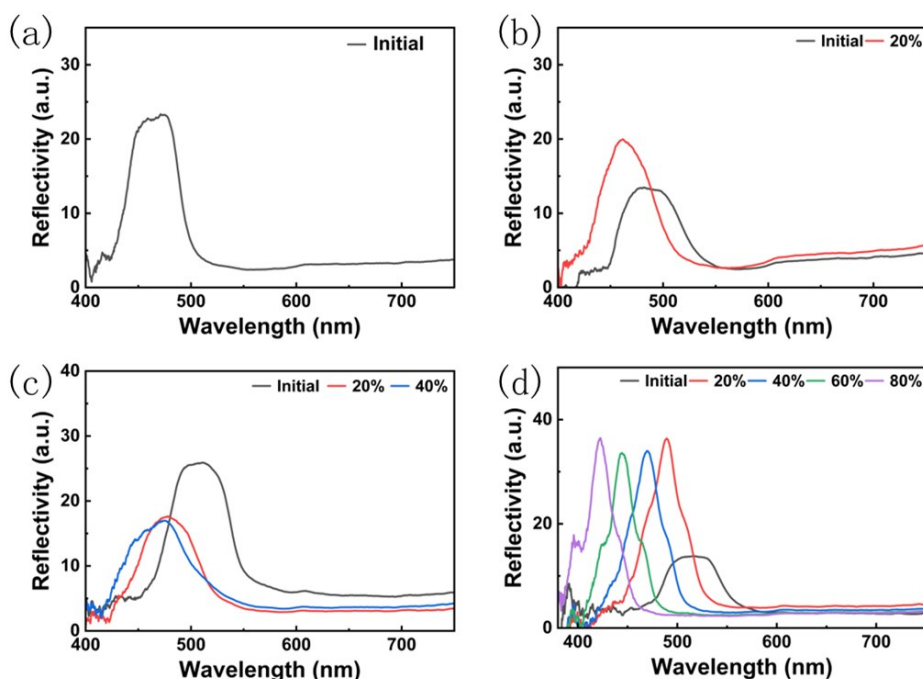 (a)
Initial
Reflectivity (a.u.)
30
20
10
0
400 500 600 700
Wavelength (nm)
(b)
Initial 20%
Reflectivity (a.u.)
30
20
10
0
400 500 600 700
Wavelength (nm)
(c)
Initial 20% 40%
Reflectivity (a.u.)
40
30
20
10
0
400 500 600 700
Wavelength (nm)
(d)
Initial 20% 40% 60% 80%
Reflectivity (a.u.)
40
20
0
400 500 600 700
Wavelength (nm)